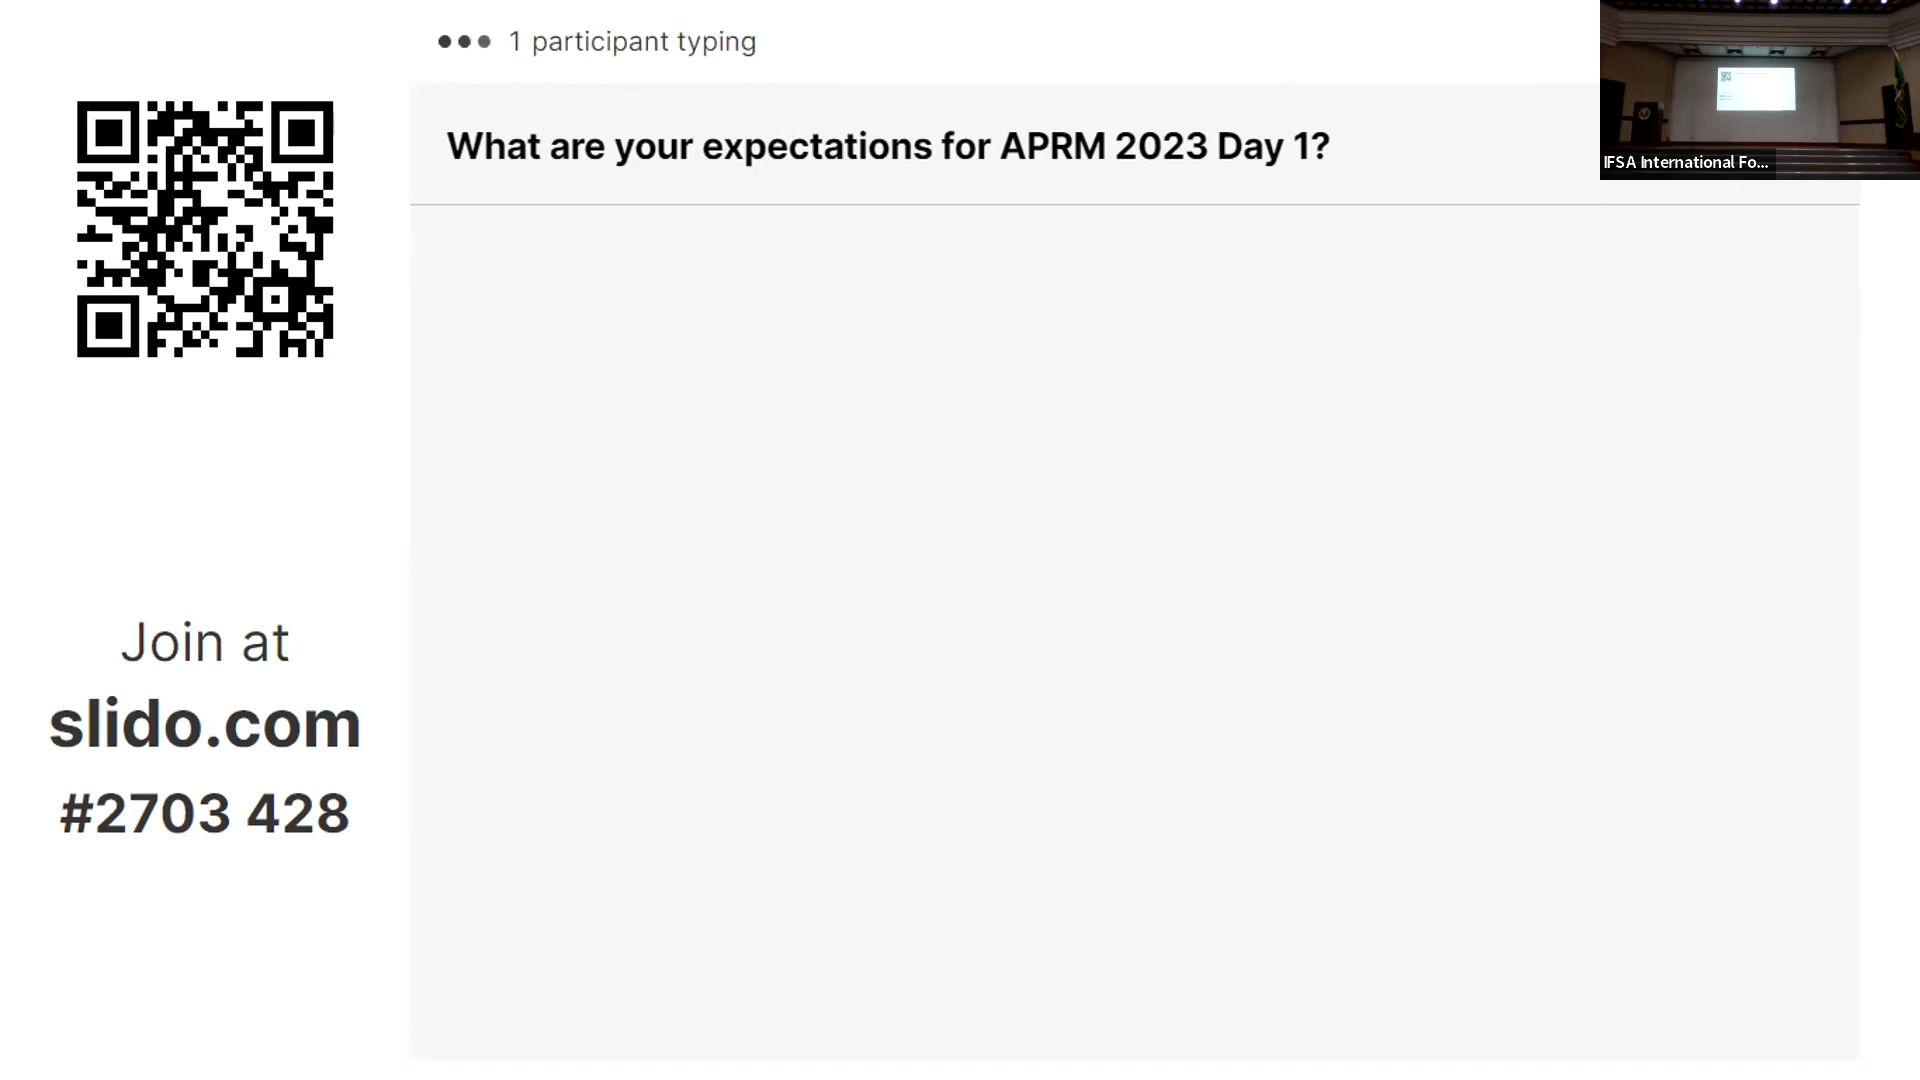 1 participant typing
What are your expectations for APRM 2023 Day 1?
IFSA International Fo...
Join at
slido.com
#2703 428